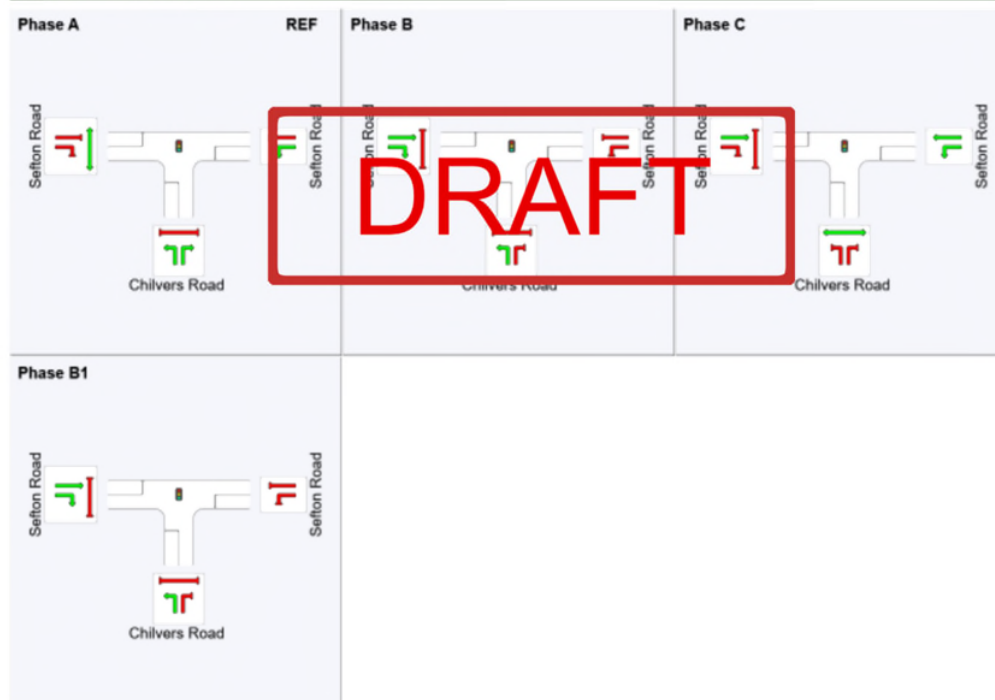 Phase A
REF
Phase B
Phase C
Sefton Road
Sefton Road
Sefton Road
Sefton Road
Sefton Road
Sefton Road
DRAFT
Chilvers Road
Chilvers Road
Chilvers Road
Phase B1
Sefton Road
Sefton Road
Chilvers Road